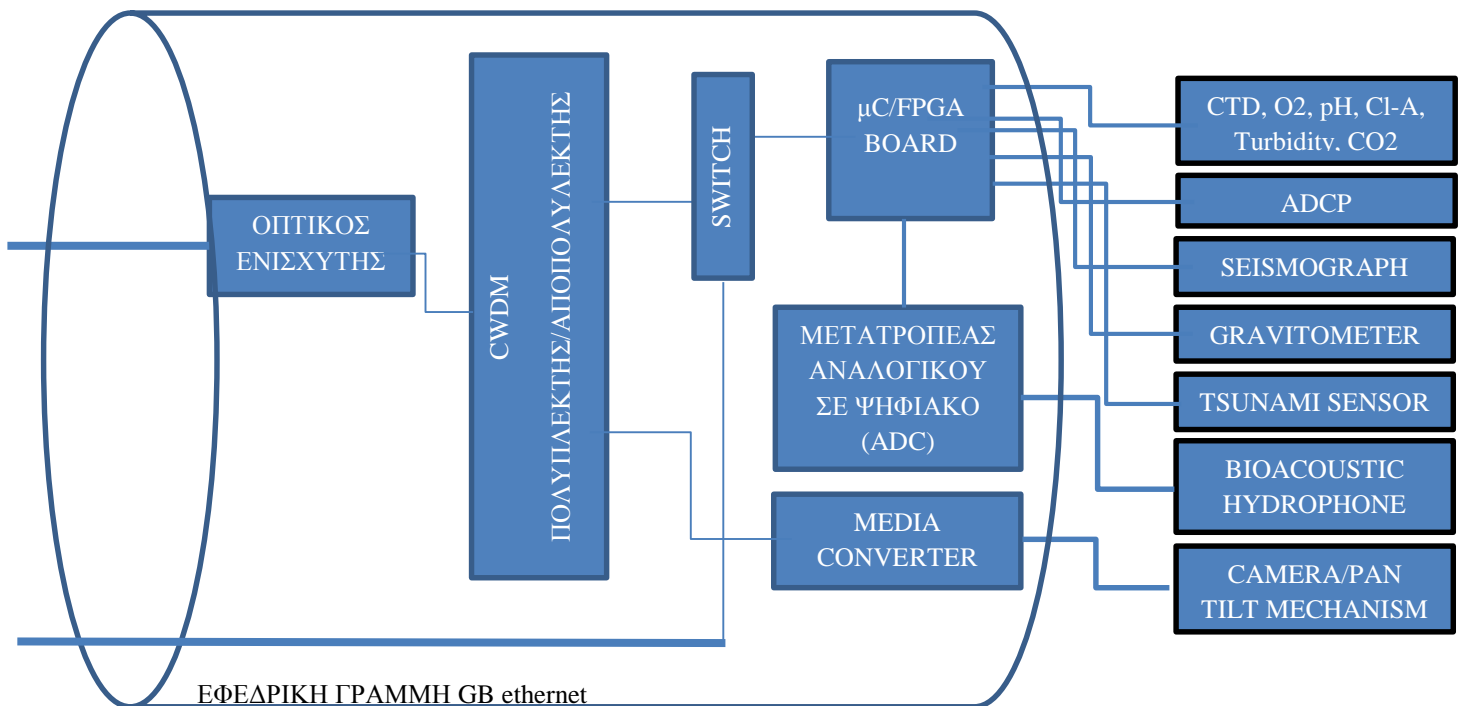 ΟΠΤΙΚΟΣ
ΕΝΙΣΧΥΤΗΣ
CWDM
ΠΟΛΥΠΛΕΚΤΗΣ/ΑΠΟΠΟΛΥΛΕΚΤΗΣ
SWITCH
μC/FPGA
BOARD
ΜΕΤΑΤΡΟΠΕΑΣ
ΑΝΑΛΟΓΙΚΟΥ
ΣΕ ΨΗΦΙΑΚΟ
(ADC)
MEDIA
CONVERTER
CTD, O2, pH, Cl-A,
Turbidity, CO2
ADCP
SEISMOGRAPH
GRAVITOMETER
TSUNAMI SENSOR
BIOACOUSTIC
HYDROPHONE
CAMERA/PAN
TILT MECHANISM
ΕΦΕΔΡΙΚΗ ΓΡΑΜΜΗ GB ethernet